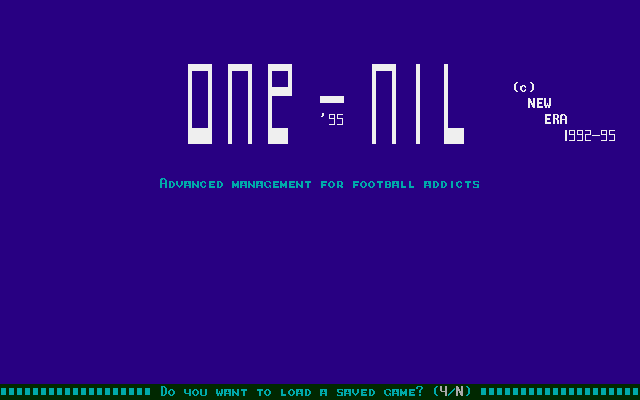 one - nil
'95
(c)
NEW
ERA
1992-95
Advanced management for football addicts
Do you want to load a saved game? (Y/N)